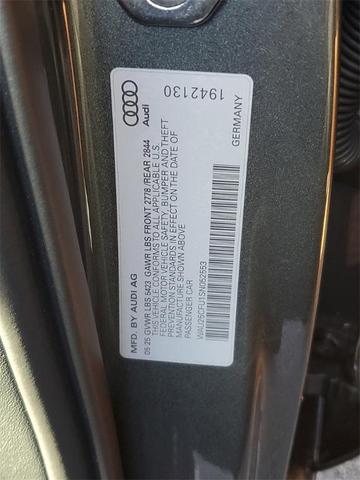 Audi
1942130
GERMANY
MFD. BY AUDI AG
05 25 GVWR LBS 5423 GAWR LBS FRONT 2778 /REAR 2844
THIS VEHICLE CONFORMS TO ALL APPLICABLE U.S.
FEDERAL MOTOR VEHICLE SAFETY, BUMPER AND THEFT
PREVENTION STANDARDS IN EFFECT ON THE DATE OF
MANUFACTURE SHOWN ABOVE
PASSENGER CAR
WAU25CFU1SN052553